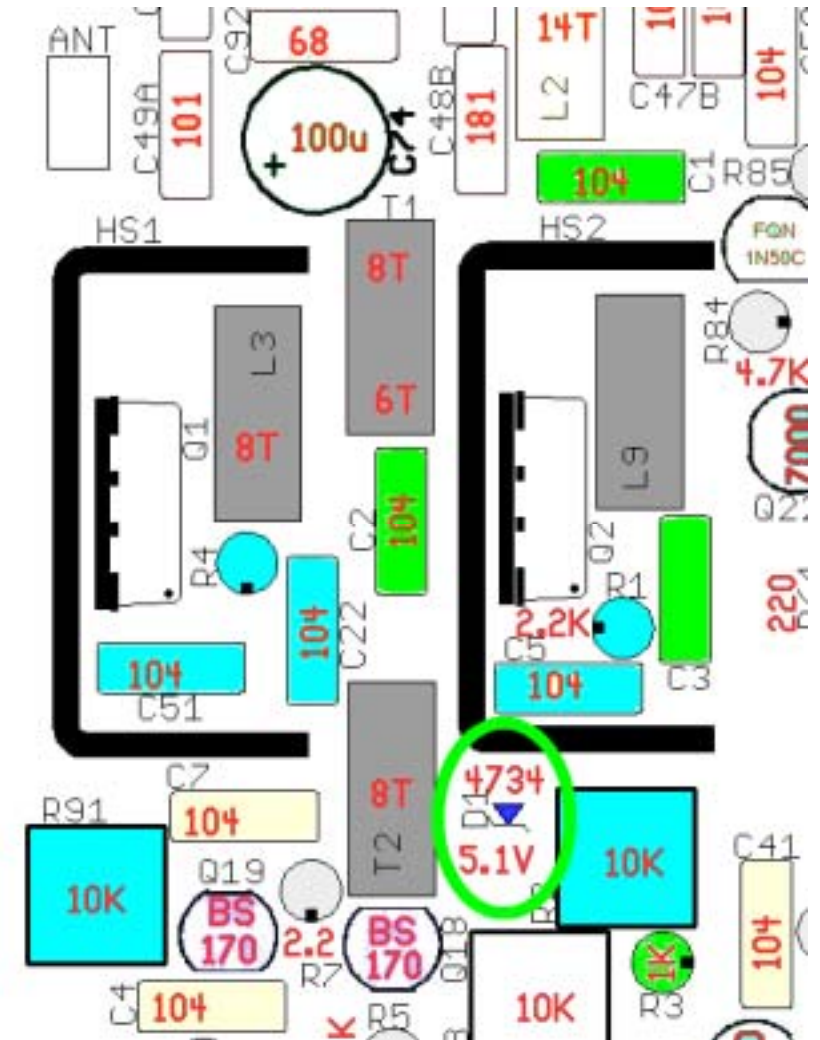 ANT
C49A
101
C92
68
100u
+
C74
C48B
181
14T
L2
C47B
104
104
C1
R85
HS1
T1
8T
6T
HS2
FQN
1N50C
R84
4.7K
L3
8T
Q1
L9
7000
Q2
C2
104
R4
104
C22
R1
2.2K
220
C5
104
C3
104
C51
C7
104
R91
10K
8T
T2
4734
D1
5.1V
10K
C41
104
Q19
BS
170
2.2
R7
BS
170
Q18
10K
1K
R3
C4
104
K
R5